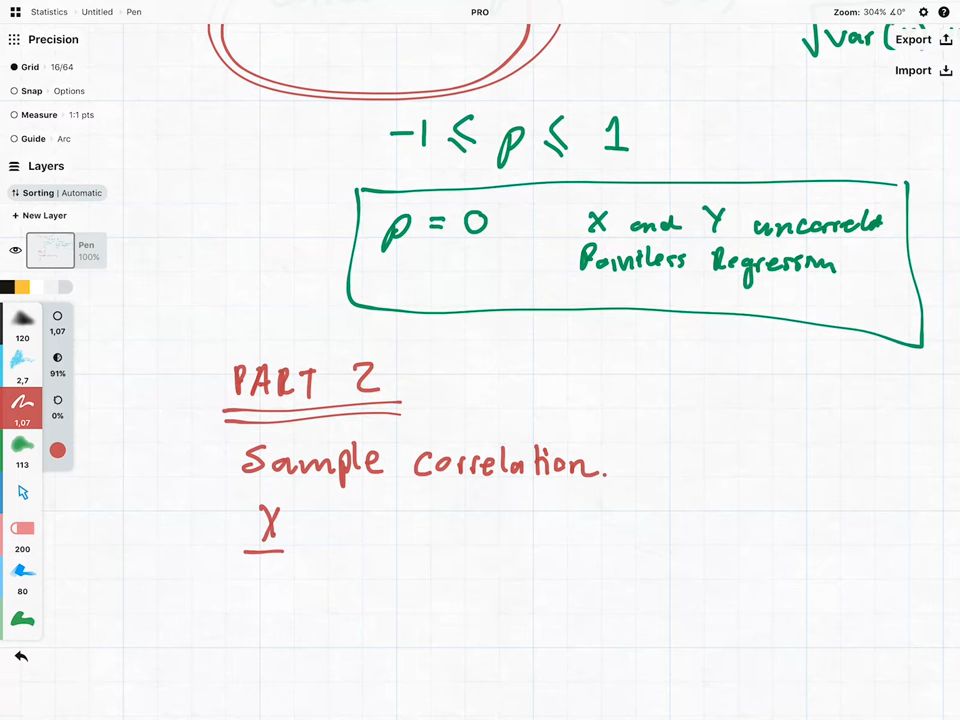 Statistics › Untitled › Pen
PRO
Zoom: 304% ∠0°
Precision
Grid › 16/64
Snap › Options
Measure › 1:1 pts
Guide › Arc
Layers
Sorting | Automatic
New Layer
Pen
100%
120
1,07
2,7
91%
1,07
0%
113
200
80
Export
Import
√var(
-1 ≤ ρ ≤ 1
ρ = 0 X and Y uncorrelat
Pointless Regression
PART 2
Sample correlation.
X